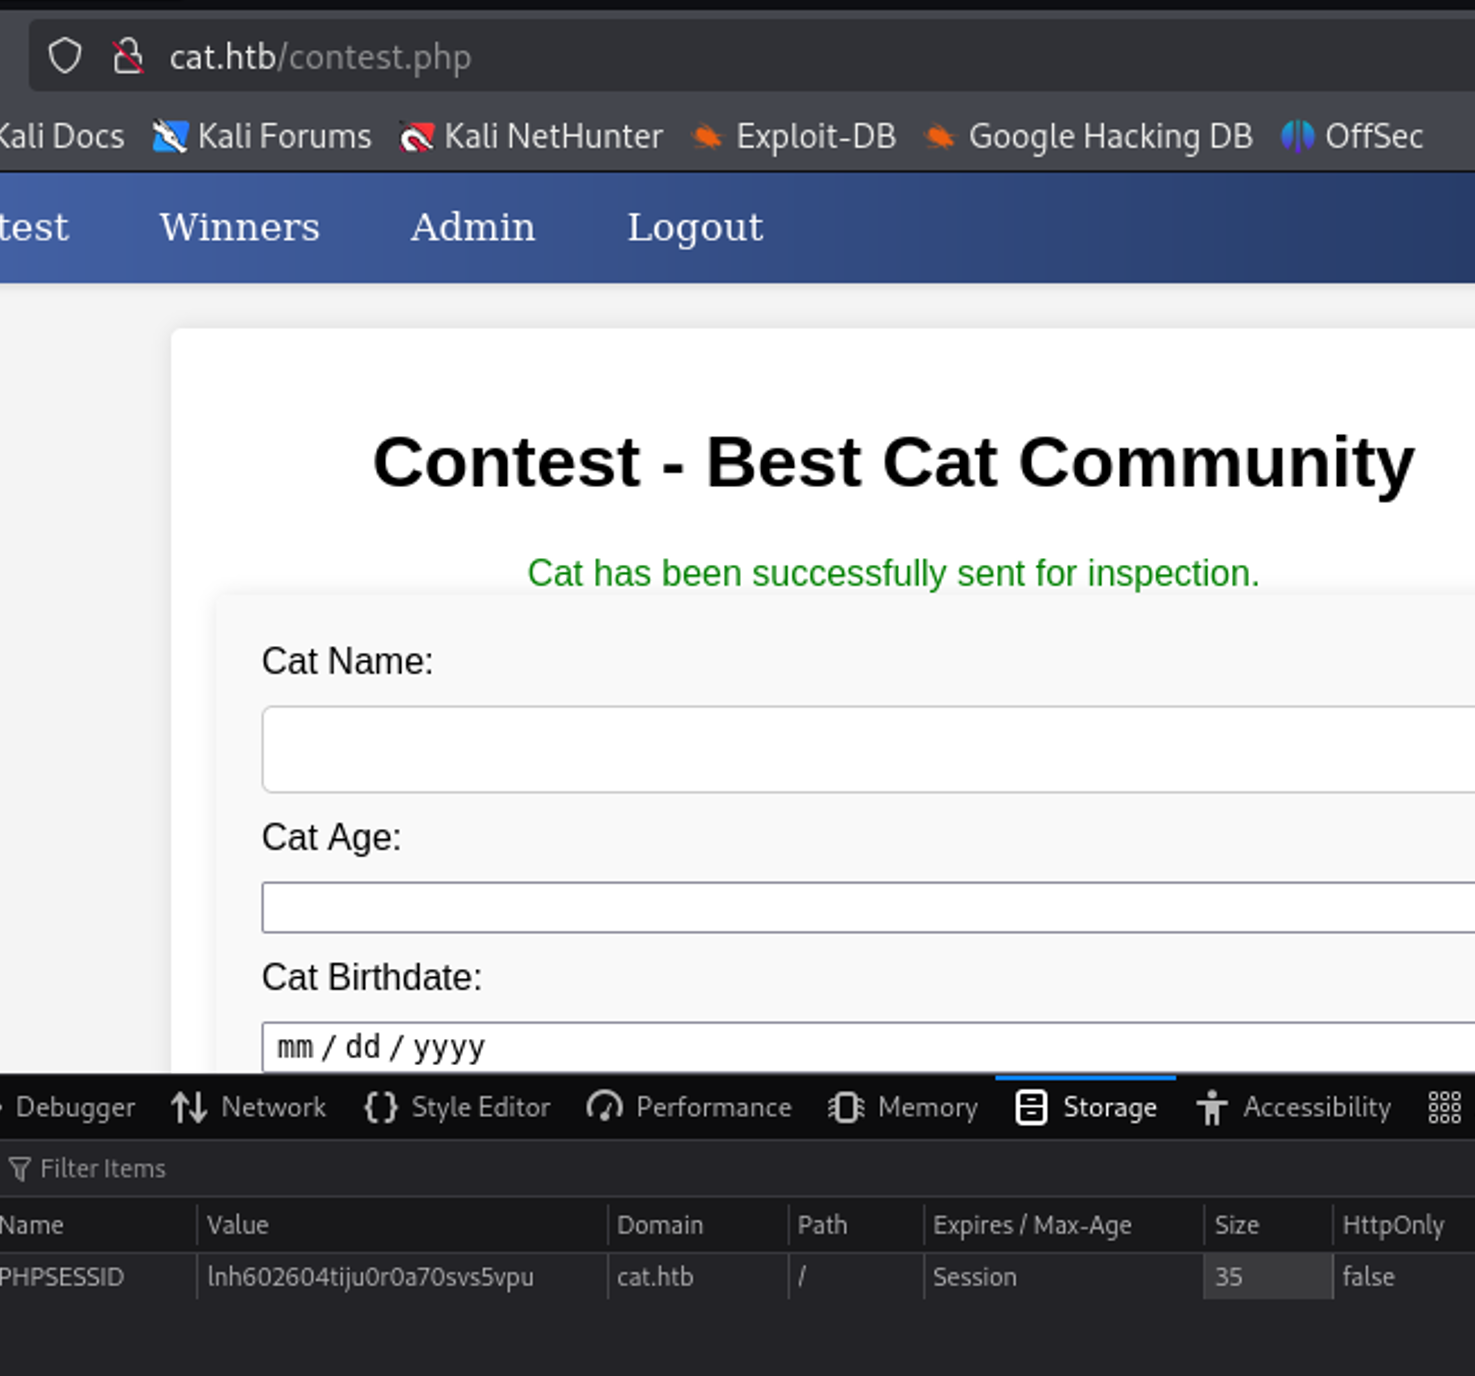 cat.htb/contest.php
Kali Docs Kali Forums Kali NetHunter Exploit-DB Google Hacking DB OffSec
test Winners Admin Logout
Contest - Best Cat Community
Cat has been successfully sent for inspection.
Cat Name:
Cat Age:
Cat Birthdate:
mm / dd / yyyy
Debugger Network Style Editor Performance Memory Storage Accessibility
Filter Items
Name Value Domain Path Expires / Max-Age Size HttpOnly
PHPSESSID lnh602604tiju0r0a70svs5vpu cat.htb / Session 35 false